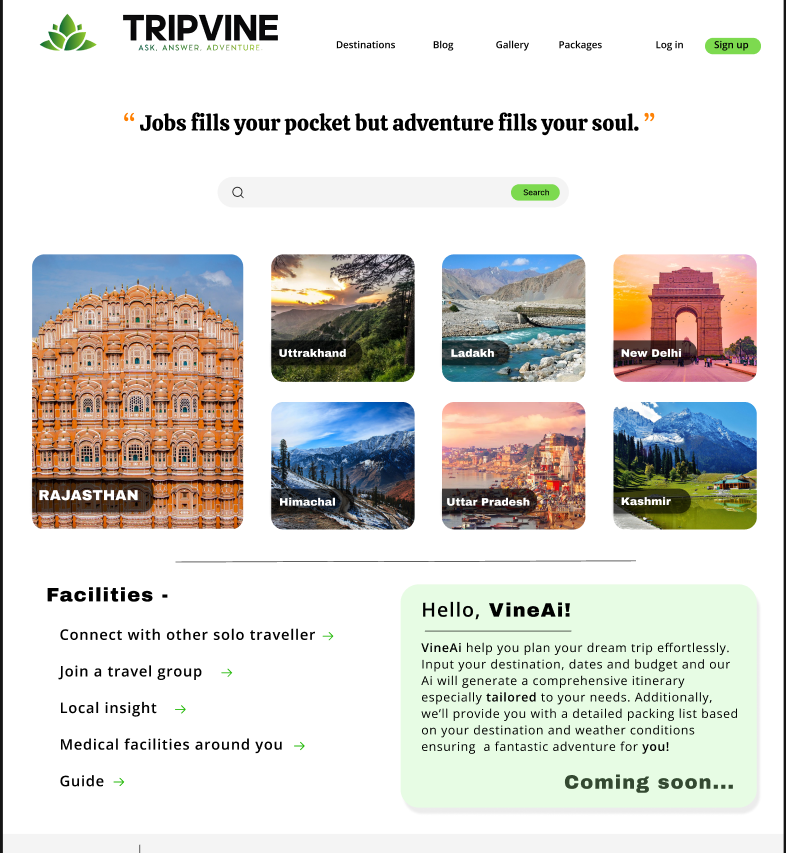 TRIPVINE
ASK, ANSWER. ADVENTURE.
Destinations Blog Gallery Packages Log in Sign up
“ Jobs fills your pocket but adventure fills your soul. ”
Search
Uttrakhand
Ladakh
New Delhi
RAJASTHAN
Himachal
Uttar Pradesh
Kashmir
Facilities -
Connect with other solo traveller →
Join a travel group →
Local insight →
Medical facilities around you →
Guide →
Hello, VineAi!
VineAi help you plan your dream trip effortlessly.
Input your destination, dates and budget and our
Ai will generate a comprehensive itinerary
especially tailored to your needs. Additionally,
we’ll provide you with a detailed packing list based
on your destination and weather conditions
ensuring a fantastic adventure for you!
Coming soon...